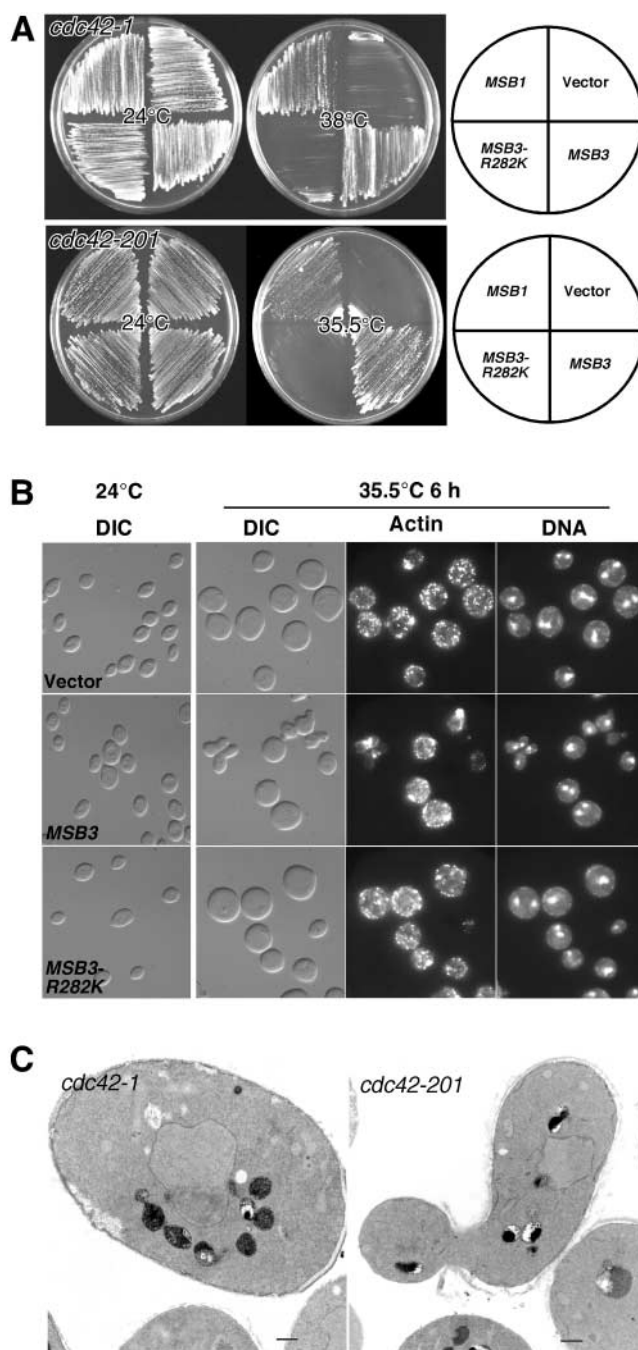 A
cdc42-1
24°C
38°C
MSB1
Vector
MSB3-
R282K
MSB3
cdc42-201
24°C
35.5°C
MSB1
Vector
MSB3-
R282K
MSB3
B
24°C
35.5°C 6 h
DIC
DIC
Actin
DNA
Vector
MSB3
MSB3-
R282K
C
cdc42-1
cdc42-201